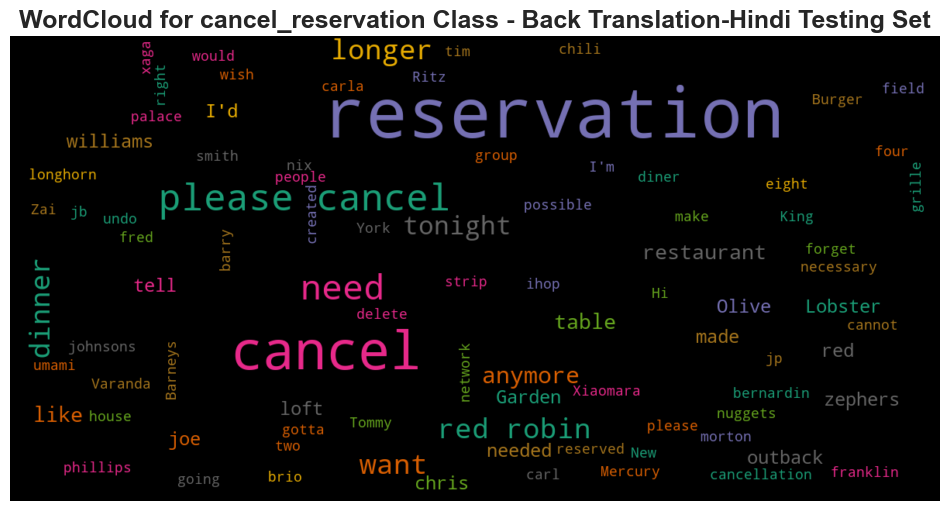 WordCloud for cancel_reservation Class - Back Translation-Hindi Testing Set
xaga
would
longer
tim
chili
right
wish
carla
Ritz
reservation
Burger
field
palace
I'd
williams
smith
nix
group
I'm
four
longhorn
people
diner
eight
grille
Zai
jb
undo
please cancel
created
possible
make
King
fred
barry
York
tonight
restaurant
forget
necessary
dinner
tell
need
strip
ihop
Hi
delete
table
Olive
Lobster
cannot
johnsons
cancel
made
red
umami
Varanda
Barneys
network
anymore
jp
Xiaomara
Garden
bernardin
zephers
like
house
loft
Tommy
red robin
nuggets
please
joe
gotta
two
needed
reserved
New
morton
phillips
going
brio
want
chris
carl
Mercury
outback
cancellation
franklin